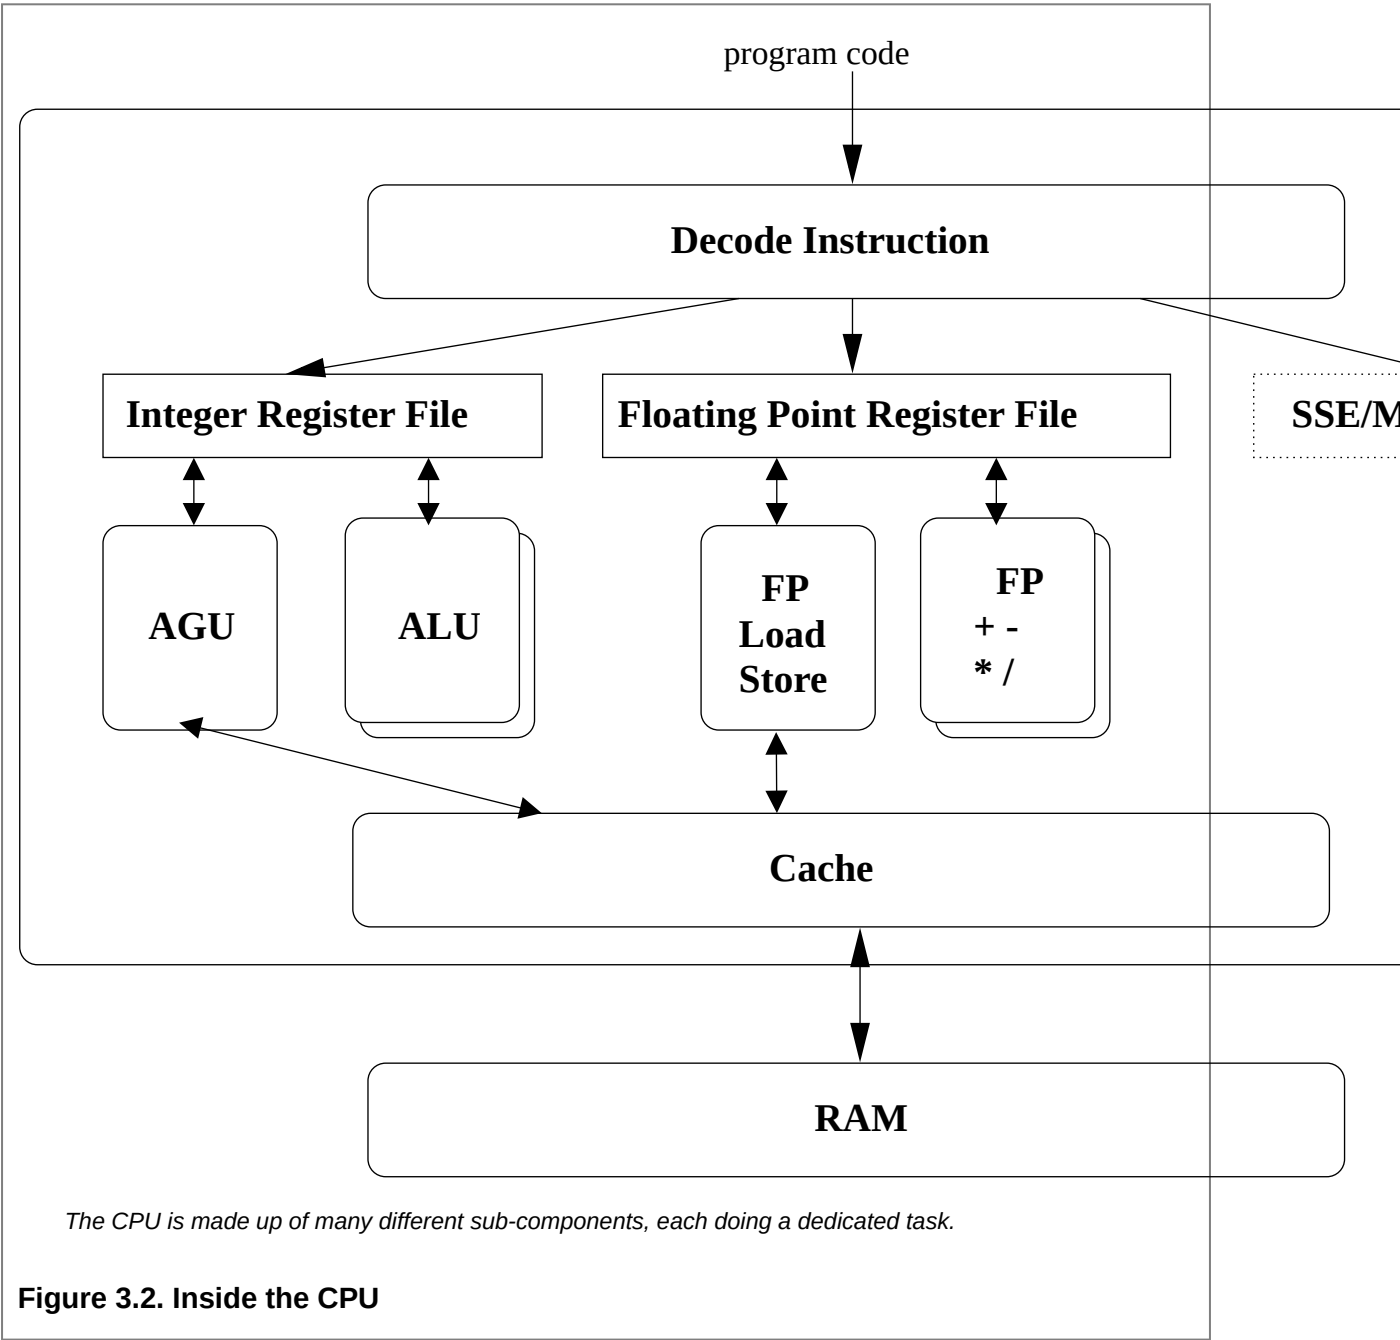 program code
Decode Instruction
Integer Register File
Floating Point Register File
SSE/M
AGU
ALU
FP
Load
Store
FP
+ -
* /
Cache
RAM
The CPU is made up of many different sub-components, each doing a dedicated task.
Figure 3.2. Inside the CPU